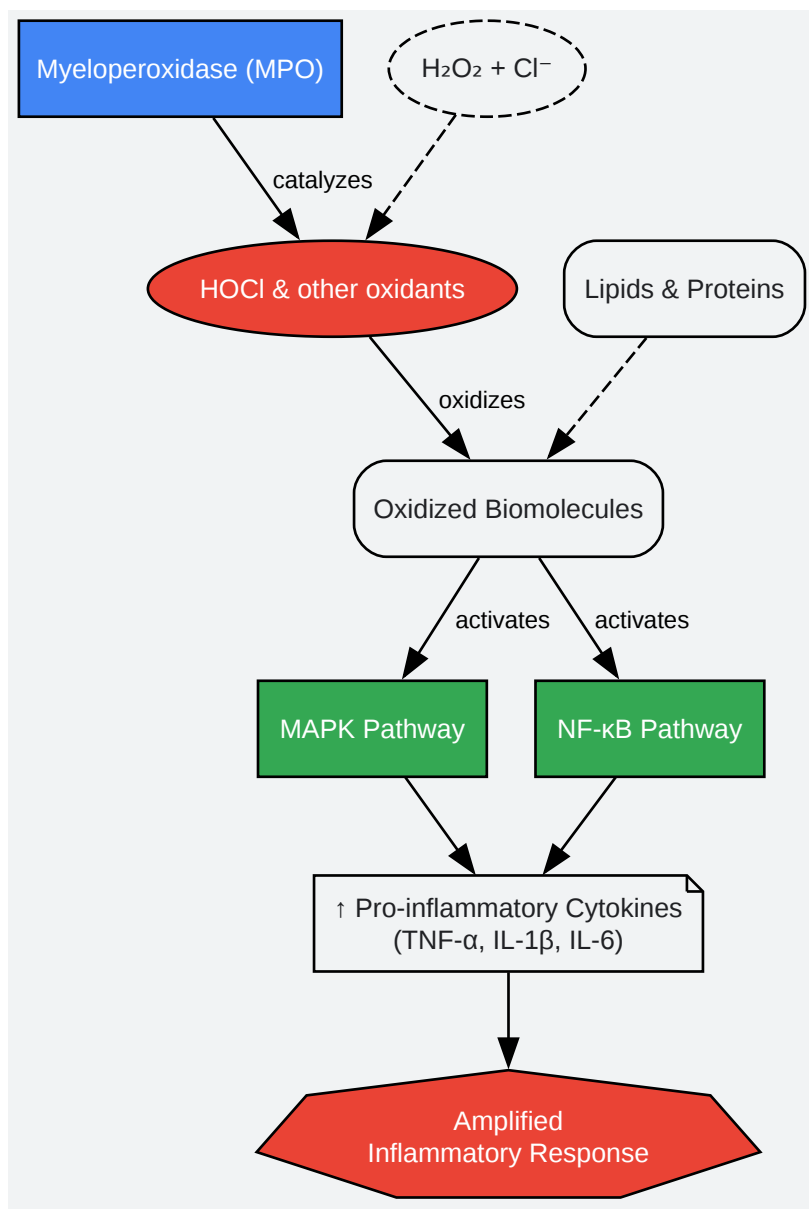 Myeloperoxidase (MPO)
H₂O₂ + Cl⁻
catalyzes
HOCl & other oxidants
Lipids & Proteins
oxidizes
Oxidized Biomolecules
activates
activates
MAPK Pathway
NF-κB Pathway
↑ Pro-inflammatory Cytokines
(TNF-α, IL-1β, IL-6)
Amplified
Inflammatory Response